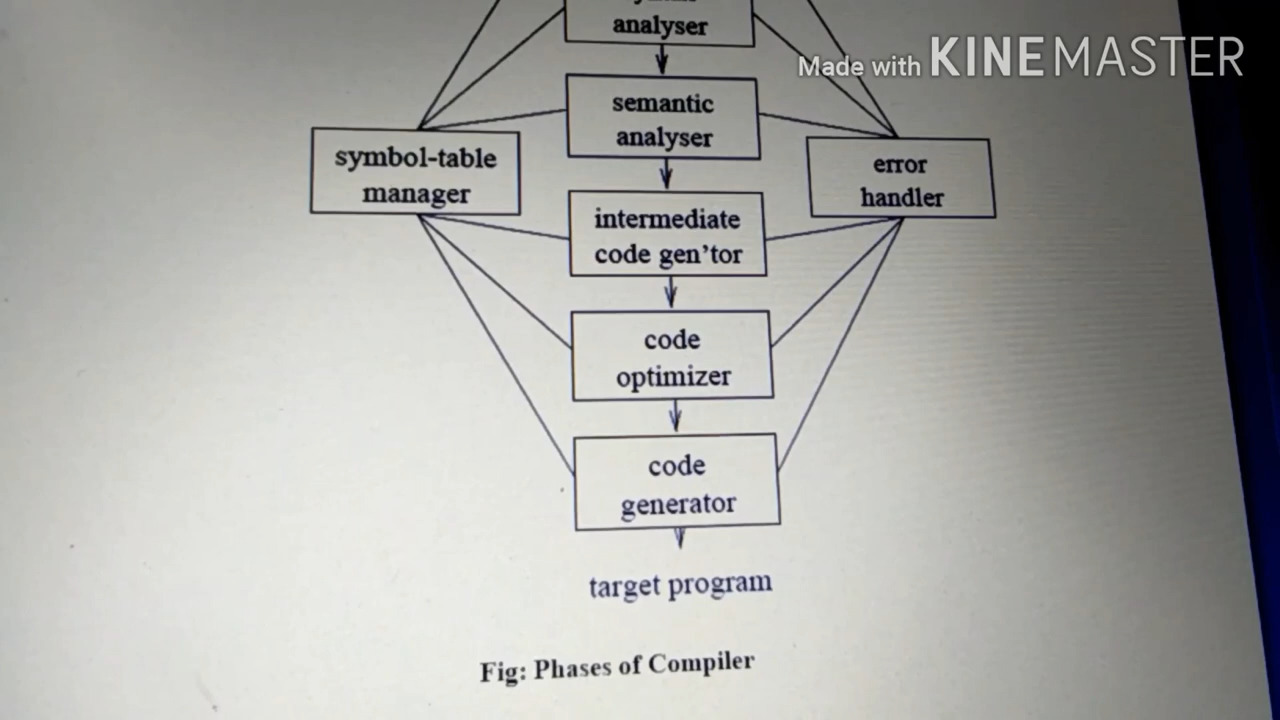 analyser
Made with KINEMASTER
semantic
analyser
symbol-table
manager
error
handler
intermediate
code gen'tor
code
optimizer
code
generator
target program
Fig: Phases of Compiler